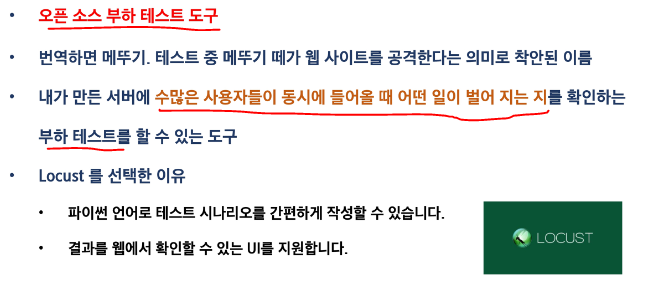 • 오픈 소스 부하 테스트 도구
• 번역하면 메뚜기. 테스트 중 메뚜기 떼가 웹 사이트를 공격한다는 의미로 착안된 이름
• 내가 만든 서버에 수많은 사용자들이 동시에 들어올 때 어떤 일이 벌어 지는 지를 확인하는
부하 테스트를 할 수 있는 도구
• Locust 를 선택한 이유
• 파이썬 언어로 테스트 시나리오를 간편하게 작성할 수 있습니다.
• 결과를 웹에서 확인할 수 있는 UI를 지원합니다.
LOCUST